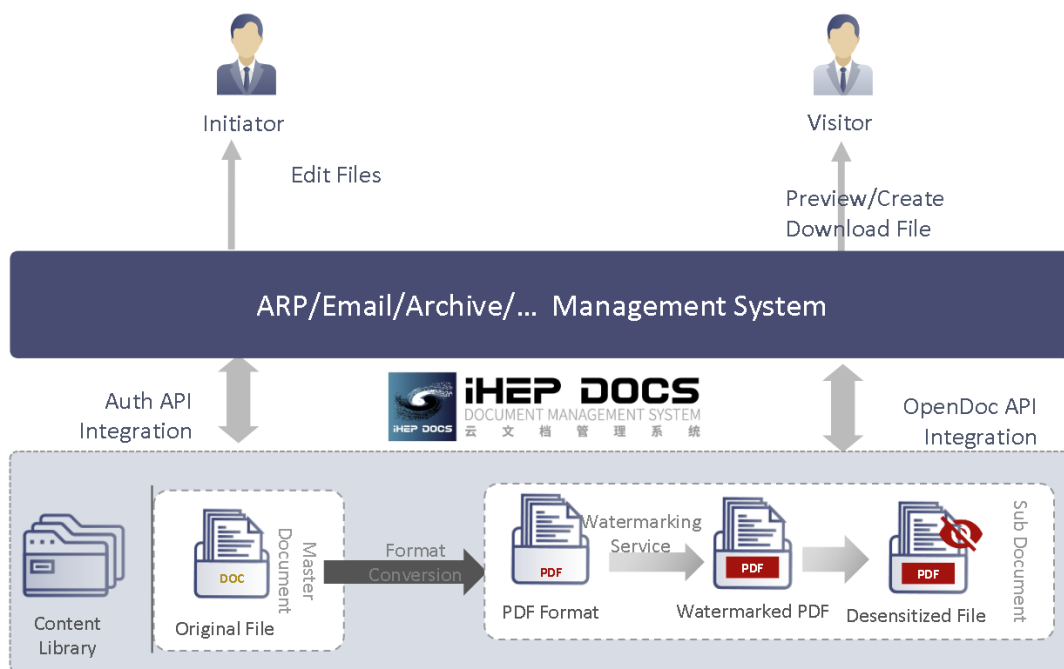 Initiator
Visitor
Edit Files
Preview/Create
Download File
ARP/Email/Archive/... Management System
Auth API
Integration
iHEP DOCS
iHEP DOCS
DOCUMENT MANAGEMENT SYSTEM
云文档管理系统
OpenDoc API
Integration
Content
Library
DOC
Original File
Master
Document
Format
Conversion
PDF
PDF Format
Watermarking
Service
PDF
Watermarked PDF
PDF
Desensitized File
Sub Document